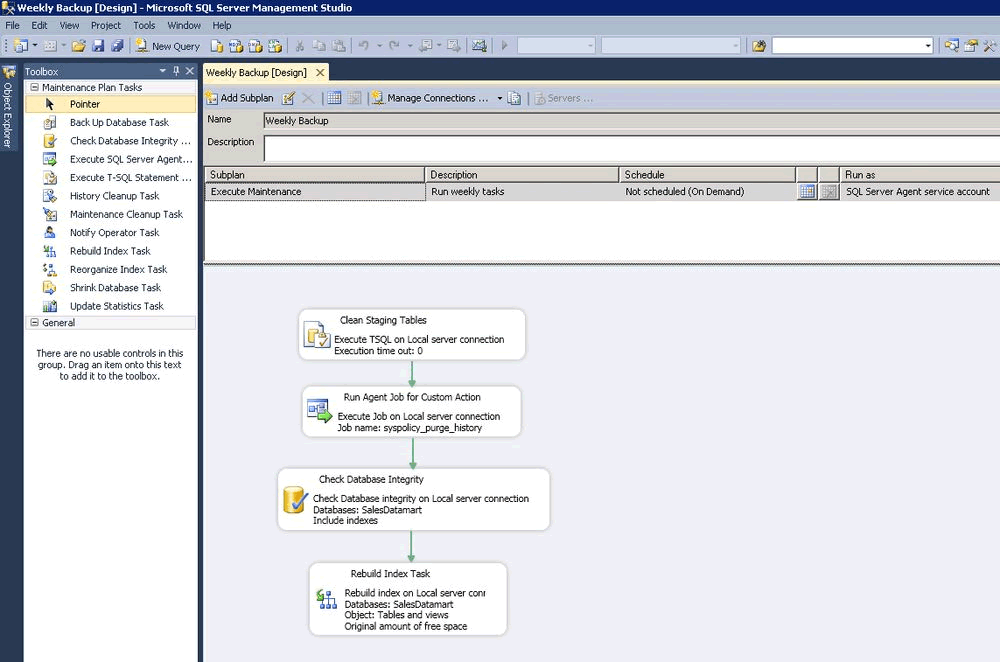 Weekly Backup [Design] - Microsoft SQL Server Management Studio
File Edit View Project Tools Window Help
New Query
Object Explorer
Toolbox
Maintenance Plan Tasks
Pointer
Back Up Database Task
Check Database Integrity ...
Execute SQL Server Agent...
Execute T-SQL Statement ...
History Cleanup Task
Maintenance Cleanup Task
Notify Operator Task
Rebuild Index Task
Reorganize Index Task
Shrink Database Task
Update Statistics Task
General
There are no usable controls in this
group. Drag an item onto this text
to add it to the toolbox.
Weekly Backup [Design]
Add Subplan Manage Connections ... Servers ...
Name Weekly Backup
Description
Subplan Description Schedule Run as
Execute Maintenance Run weekly tasks Not scheduled (On Demand) SQL Server Agent service account
Clean Staging Tables
Execute TSQL on Local server connection
Execution time out: 0
Run Agent Job for Custom Action
Execute Job on Local server connection
Job name: syspolicy_purge_history
Check Database Integrity
Check Database integrity on Local server connection
Databases: SalesDatamart
Include indexes
Rebuild Index Task
Rebuild index on Local server conr
Databases: SalesDatamart
Object: Tables and views
Original amount of free space